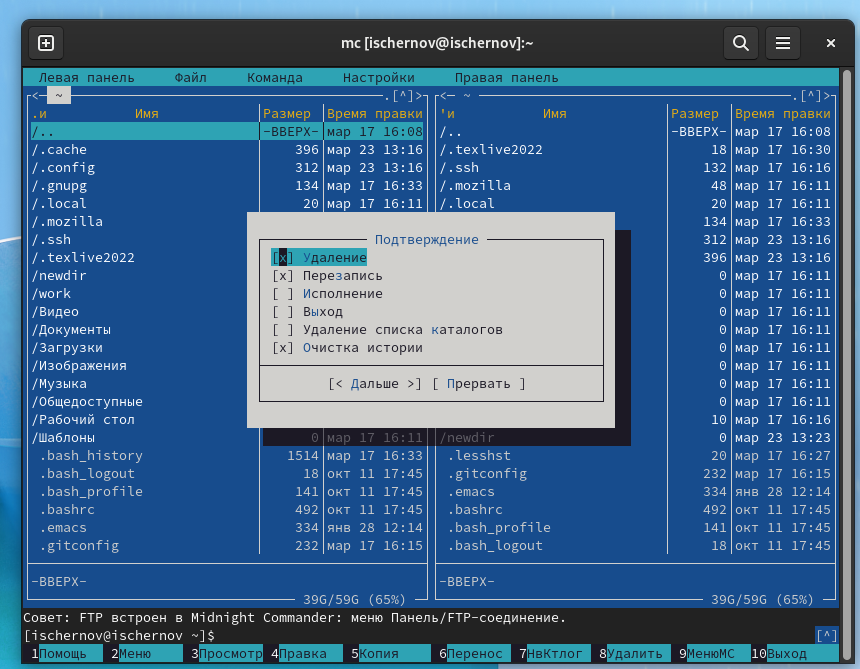 mc [ischernov@ischernov]:~
Левая панель Файл Команда Настройки Правая панель
<— ~ .[^]> <— ~ .[^]>
.и Имя Размер Время правки 'и Имя Размер Время правки
/.. -ВВЕРХ- мар 17 16:08 /.. -ВВЕРХ- мар 17 16:08
/.cache 396 мар 23 13:16 /.texlive2022 18 мар 17 16:30
/.config 312 мар 23 13:16 /.ssh 132 мар 17 16:16
/.gnupg 134 мар 17 16:33 /.mozilla 48 мар 17 16:11
/.local 20 мар 17 16:11 /.local 20 мар 17 16:11
/.mozilla 134 мар 17 16:33
/.ssh Подтверждение 312 мар 23 13:16
/.texlive2022 [x] Удаление 396 мар 23 13:16
/newdir [x] Перезапись 0 мар 17 16:11
/work [ ] Исполнение 0 мар 17 16:11
/Видео [ ] Выход 0 мар 17 16:11
/Документы [ ] Удаление списка каталогов 0 мар 17 16:11
/Загрузки [x] Очистка истории 0 мар 17 16:11
/Изображения 0 мар 17 16:11
/Музыка [< Дальше >] [ Прервать ] 0 мар 17 16:11
/Общедоступные 0 мар 17 16:11
/Рабочий стол 10 мар 17 16:16
/Шаблоны 0 мар 17 16:11 /newdir 0 мар 23 13:23
.bash_history 1514 мар 17 16:33 .lesshst 20 мар 17 16:27
.bash_logout 18 окт 11 17:45 .gitconfig 232 мар 17 16:15
.bash_profile 141 окт 11 17:45 .emacs 334 янв 28 12:14
.bashrc 492 окт 11 17:45 .bashrc 492 окт 11 17:45
.emacs 334 янв 28 12:14 .bash_profile 141 окт 11 17:45
.gitconfig 232 мар 17 16:15 .bash_logout 18 окт 11 17:45
-ВВЕРХ- -ВВЕРХ-
39G/59G (65%) 39G/59G (65%)
Совет: FTP встроен в Midnight Commander: меню Панель/FTP-соединение.
[ischernov@ischernov ~]$ [^]
1Помощь 2Меню 3Просмотр 4Правка 5Копия 6Перенос 7НвКтлог 8Удалить 9МенюMC 10Выход